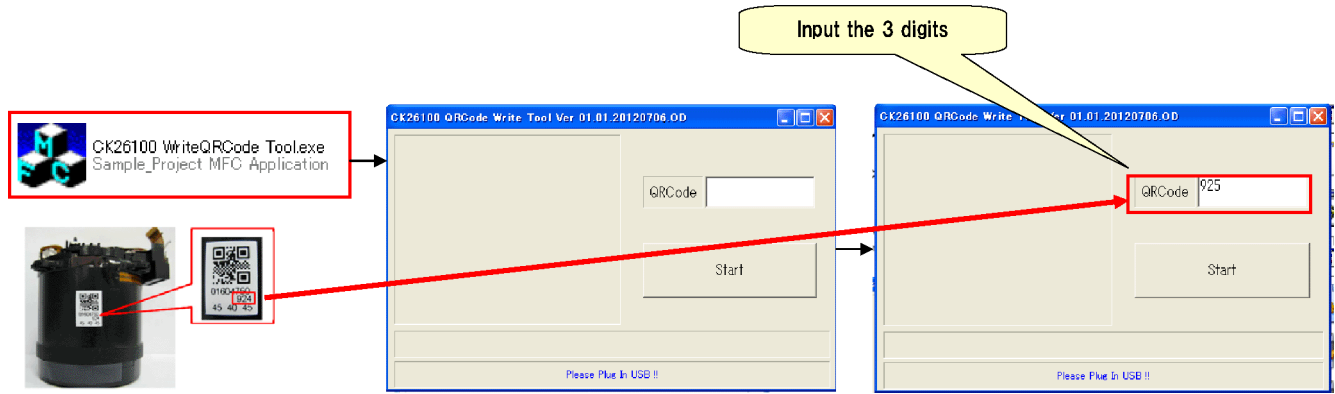 Input the 3 digits
CK26100 WriteQRCode Tool.exe
Sample_Project MFC Application
M
F C
CK26100 QRCode Write Tool Ver 01.01.20120706.OD
QRCode
Start
Please Plug In USB !!
CK26100 QRCode Write Ver 01.01.20120706.OD
QRCode 925
Start
Please Plug In USB !!
01604750
924
45 40 45